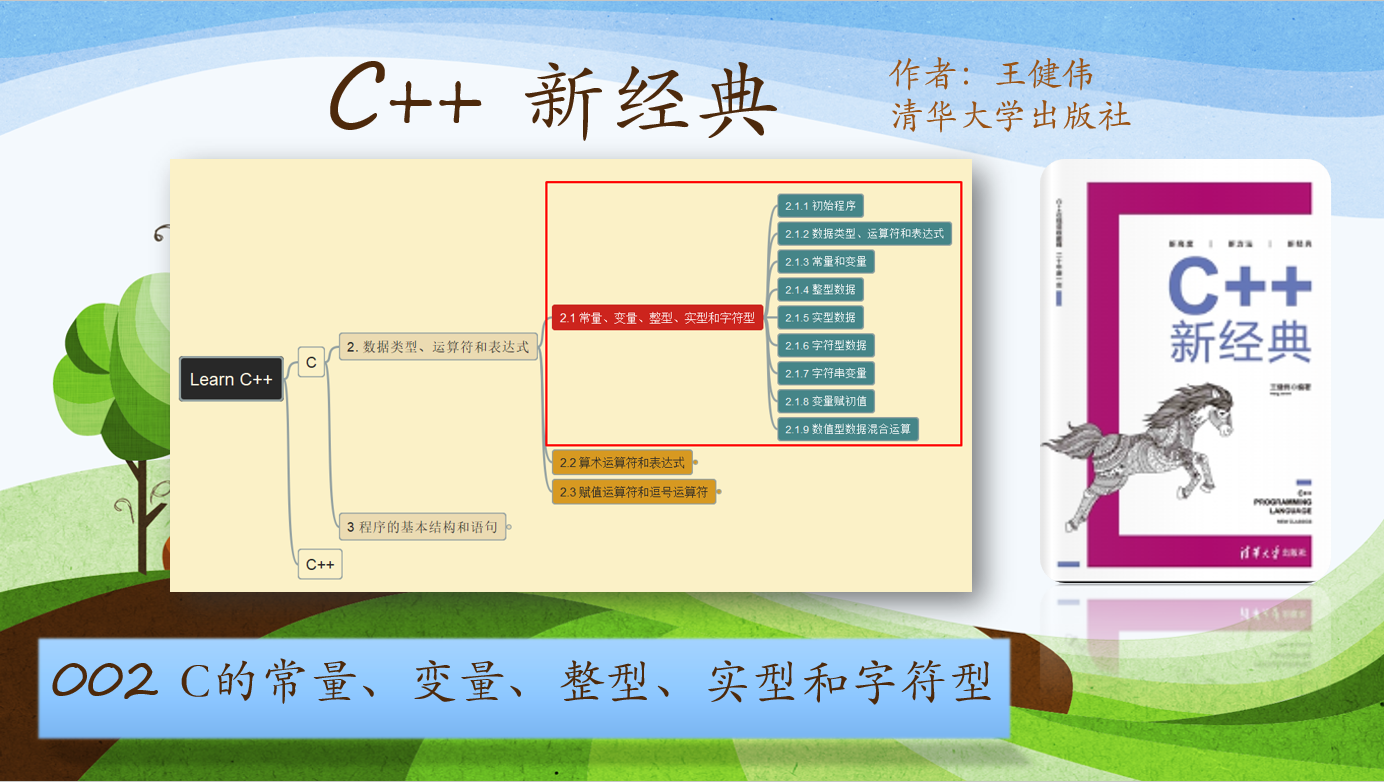 C++ 新经典
作者：王健伟
清华大学出版社
Learn C++
C
2. 数据类型、运算符和表达式
2.1 常量、变量、整型、实型和字符型
2.1.1 初始程序
2.1.2 数据类型、运算符和表达式
2.1.3 常量和变量
2.1.4 整型数据
2.1.5 实型数据
2.1.6 字符型数据
2.1.7 字符串变量
2.1.8 变量赋初值
2.1.9 数值型数据混合运算
2.2 算术运算符和表达式
2.3 赋值运算符和逗号运算符
3 程序的基本结构和语句
C++
新高度 | 新方法 | 新经典
C++
新经典
王健伟◎编著
C++
PROGRAMMING
LANGUAGE
NEW CLASSICS
清华大学出版社
002 C的常量、变量、整型、实型和字符型